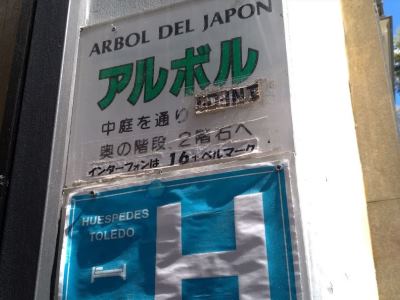 ARBOL DEL JAPON
アルボル
中庭を通り
奥の階段、2階右へ
インターフォンは 16+ベルマーク
HUESPEDES
TOLEDO
H